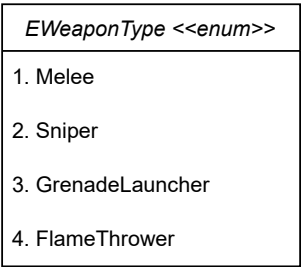 EWeaponType <<enum>>
1. Melee
2. Sniper
3. GrenadeLauncher
4. FlameThrower